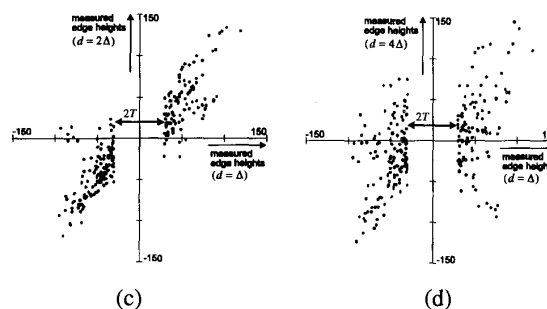 150
measured
edge heights
(d = 2Δ)
2T
-150
150
measured
edge heights
(d = Δ)
-150
(c)
150
measured
edge heights
(d = 4Δ)
2T
-150
measured
edge heights
(d = Δ)
-150
(d)